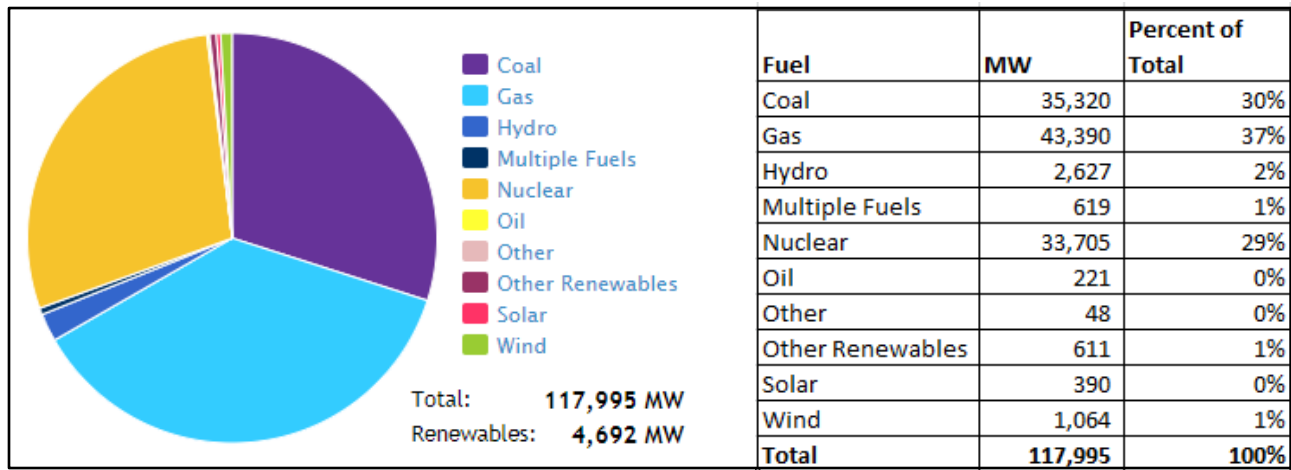 Coal
Gas
Hydro
Multiple Fuels
Nuclear
Oil
Other
Other Renewables
Solar
Wind
Total: 117,995 MW
Renewables: 4,692 MW
Fuel MW Percent of Total
Coal 35,320 30%
Gas 43,390 37%
Hydro 2,627 2%
Multiple Fuels 619 1%
Nuclear 33,705 29%
Oil 221 0%
Other 48 0%
Other Renewables 611 1%
Solar 390 0%
Wind 1,064 1%
Total 117,995 100%